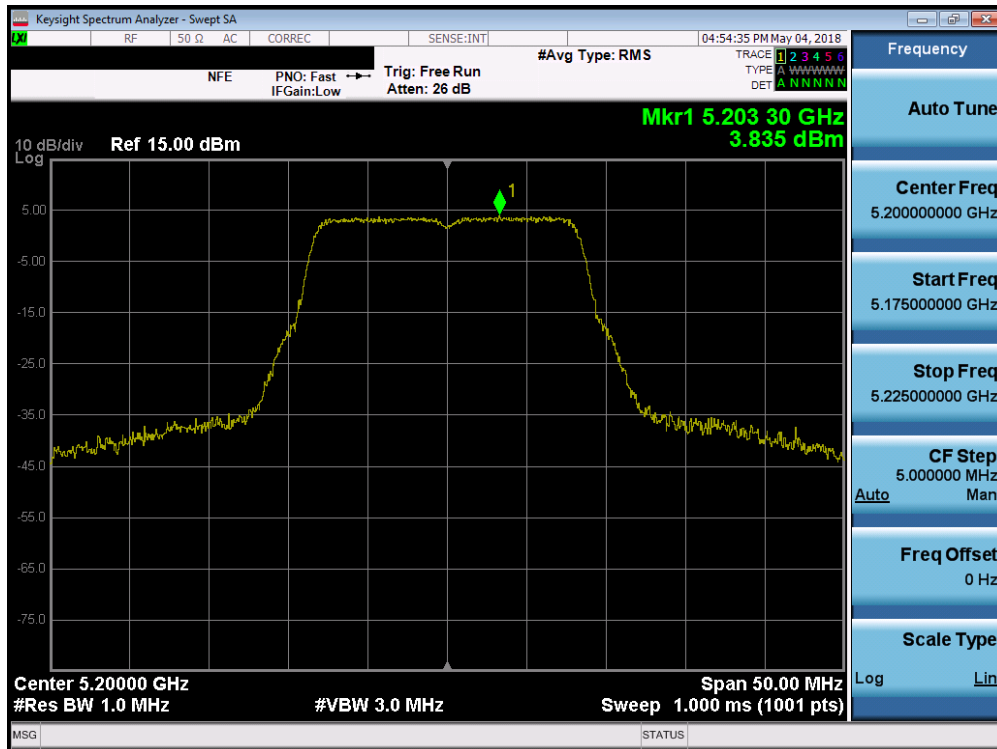 Keysight Spectrum Analyzer - Swept SA
LXI RF 50 Ω AC CORREC SENSE:INT 04:54:35 PM May 04, 2018
#Avg Type: RMS TRACE 1 2 3 4 5 6
NFE PNO: Fast Trig: Free Run TYPE A WWWWW
IFGain:Low Atten: 26 dB DET A N N N N N
Mkr1 5.203 30 GHz
3.835 dBm
10 dB/div Ref 15.00 dBm
Log
1
5.00
-5.00
-15.0
-25.0
-35.0
-45.0
-55.0
-65.0
-75.0
Center 5.20000 GHz Span 50.00 MHz
#Res BW 1.0 MHz #VBW 3.0 MHz Sweep 1.000 ms (1001 pts)
MSG STATUS
Frequency
Auto Tune
Center Freq
5.200000000 GHz
Start Freq
5.175000000 GHz
Stop Freq
5.225000000 GHz
CF Step
5.000000 MHz
Auto Man
Freq Offset
0 Hz
Scale Type
Log Lin